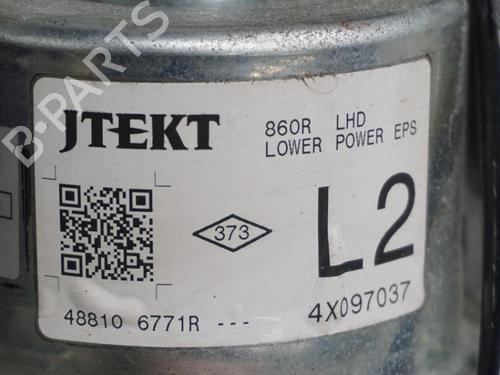 B-PARTS
JTEKT
860R LHD
LOWER POWER EPS
373
L2
48810 6771R ---
4X097037